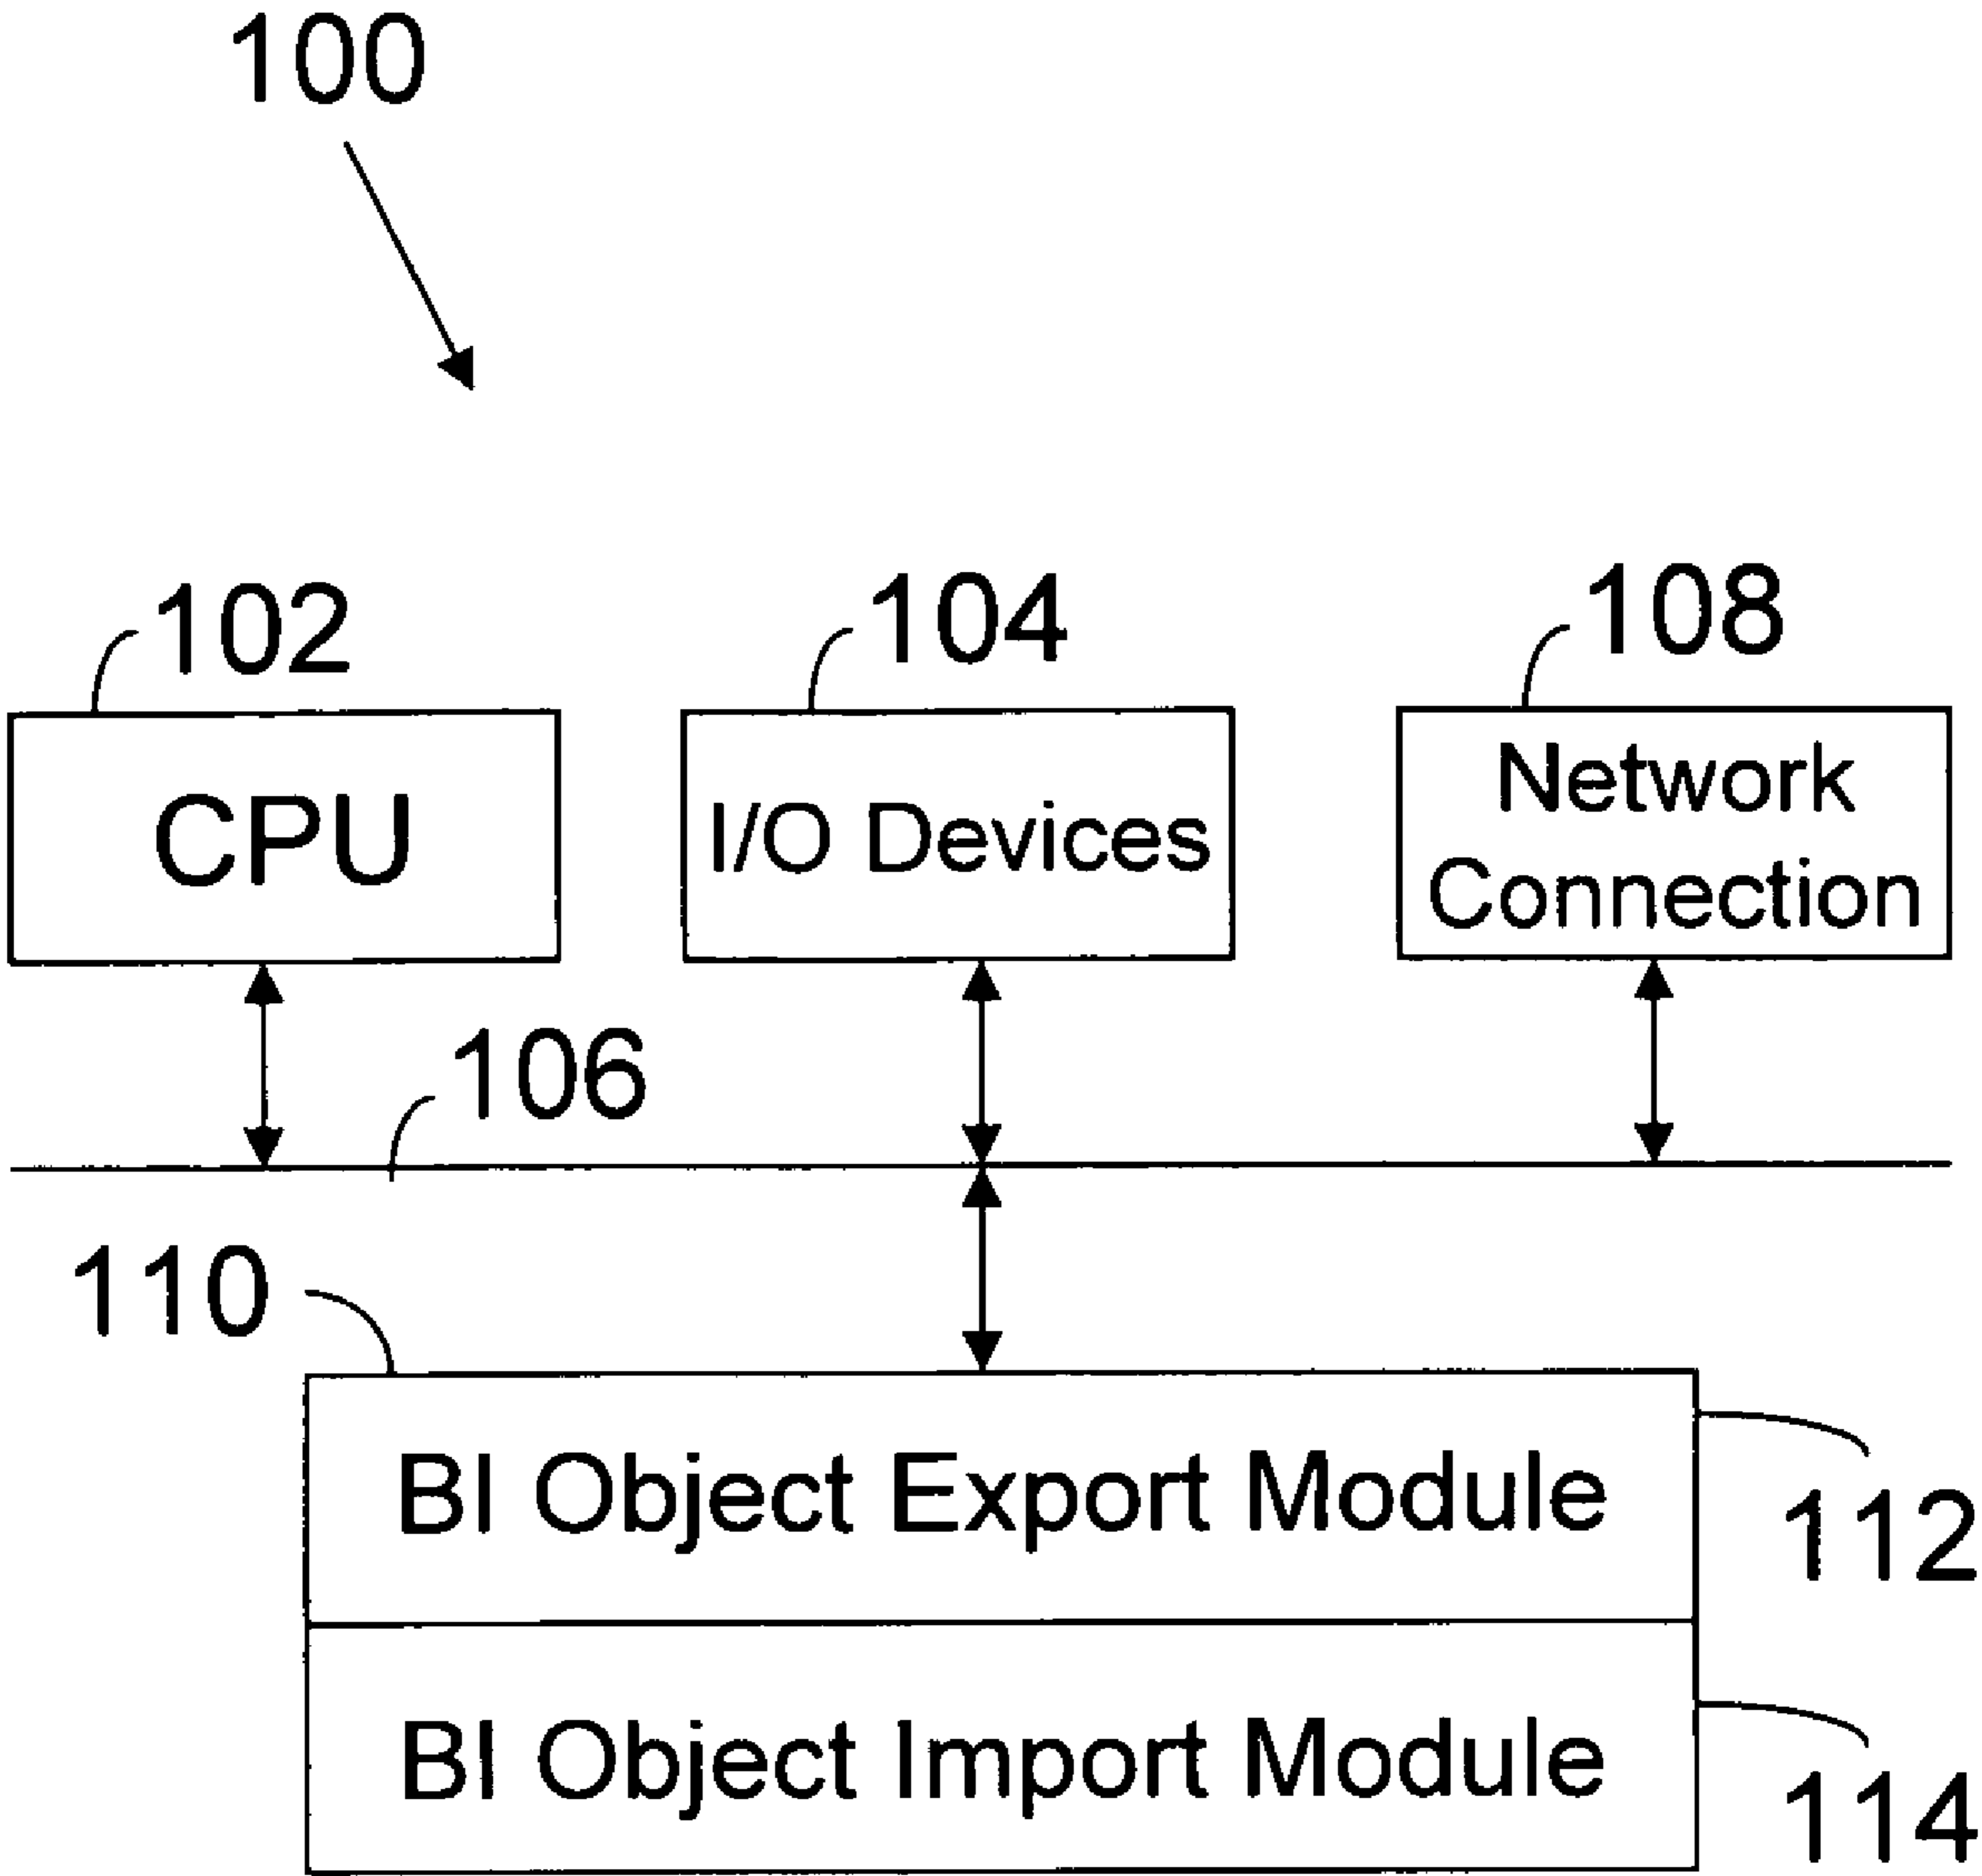 100
102
104
108
CPU
I/O Devices
Network
Connection
106
110
BI Object Export Module
112
BI Object Import Module
114